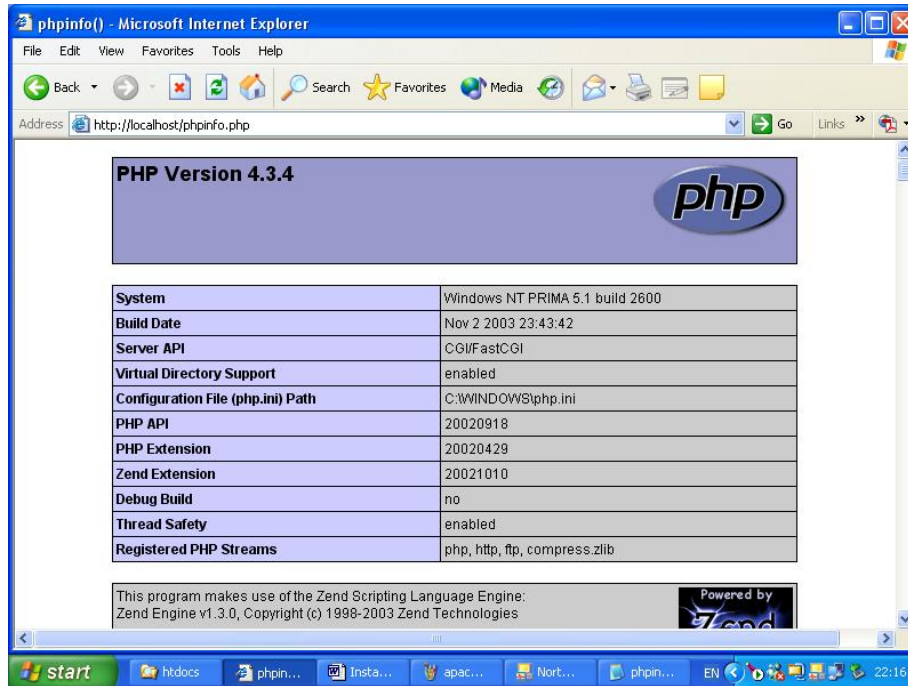 phpinfo() - Microsoft Internet Explorer
File Edit View Favorites Tools Help
Back Search Favorites Media
Address http://localhost/phpinfo.php Go Links »
PHP Version 4.3.4
php
System Windows NT PRIMA 5.1 build 2600
Build Date Nov 2 2003 23:43:42
Server API CGI/FastCGI
Virtual Directory Support enabled
Configuration File (php.ini) Path C:\WINDOWS\php.ini
PHP API 20020918
PHP Extension 20020429
Zend Extension 20021010
Debug Build no
Thread Safety enabled
Registered PHP Streams php, http, ftp, compress.zlib
This program makes use of the Zend Scripting Language Engine:
Zend Engine v1.3.0, Copyright (c) 1998-2003 Zend Technologies
Powered by
Zend
start htdocs phpin... Insta... apac... Nort... phpin... EN 22:16